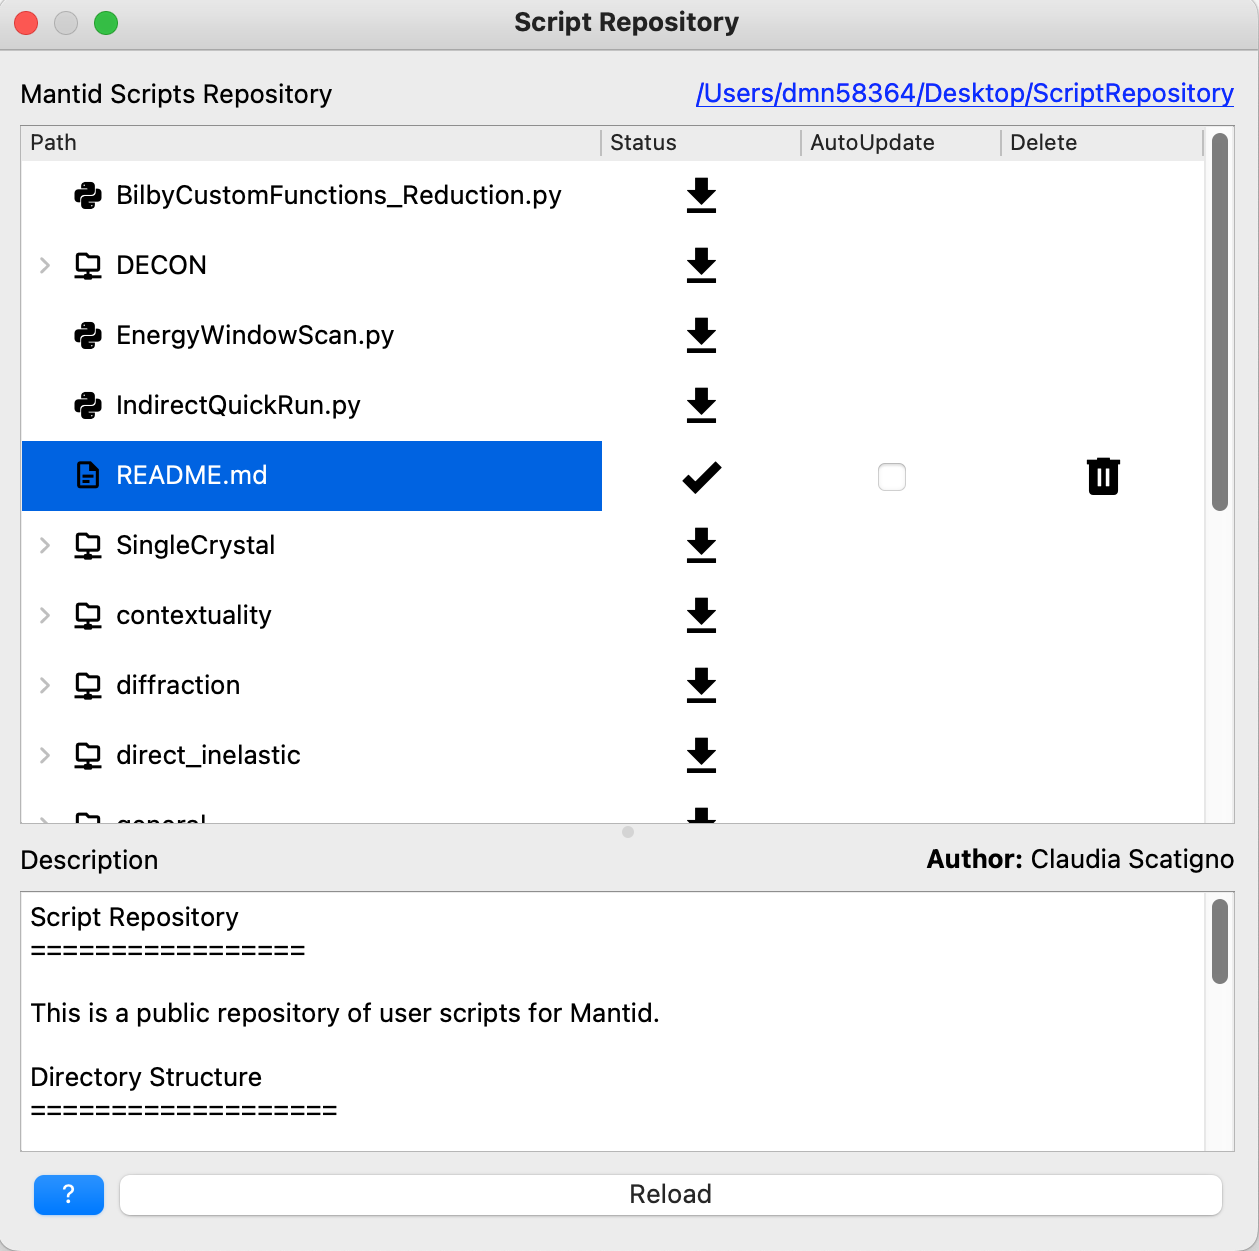 Script Repository
Mantid Scripts Repository /Users/dmn58364/Desktop/ScriptRepository
Path Status AutoUpdate Delete
BilbyCustomFunctions_Reduction.py
DECON
EnergyWindowScan.py
IndirectQuickRun.py
README.md
SingleCrystal
contextuality
diffraction
direct_inelastic
general
Description Author: Claudia Scatigno
Script Repository
=================
This is a public repository of user scripts for Mantid.
Directory Structure
===================
? Reload